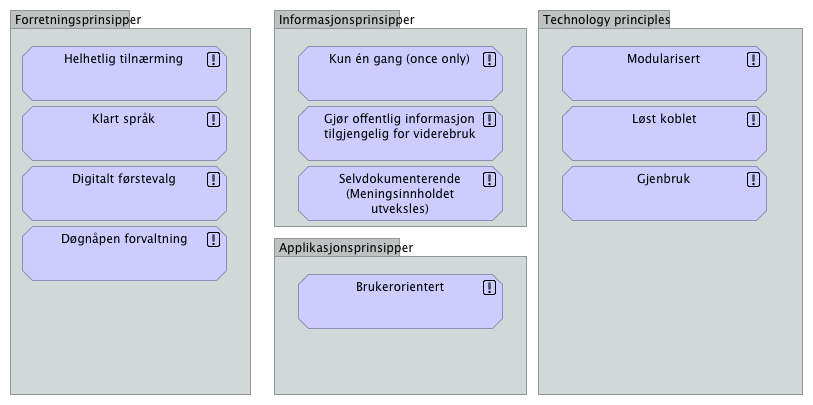 Forretningsprinsipper
Helhetlig tilnærming
Klart språk
Digitalt førstevalg
Døgnåpen forvaltning
Informasjonsprinsipper
Kun én gang (once only)
Gjør offentlig informasjon
tilgjengelig for viderebruk
Selvdokumenterende
(Meningsinnholdet
utveksles)
Applikasjonsprinsipper
Brukerorientert
Technology principles
Modularisert
Løst koblet
Gjenbruk